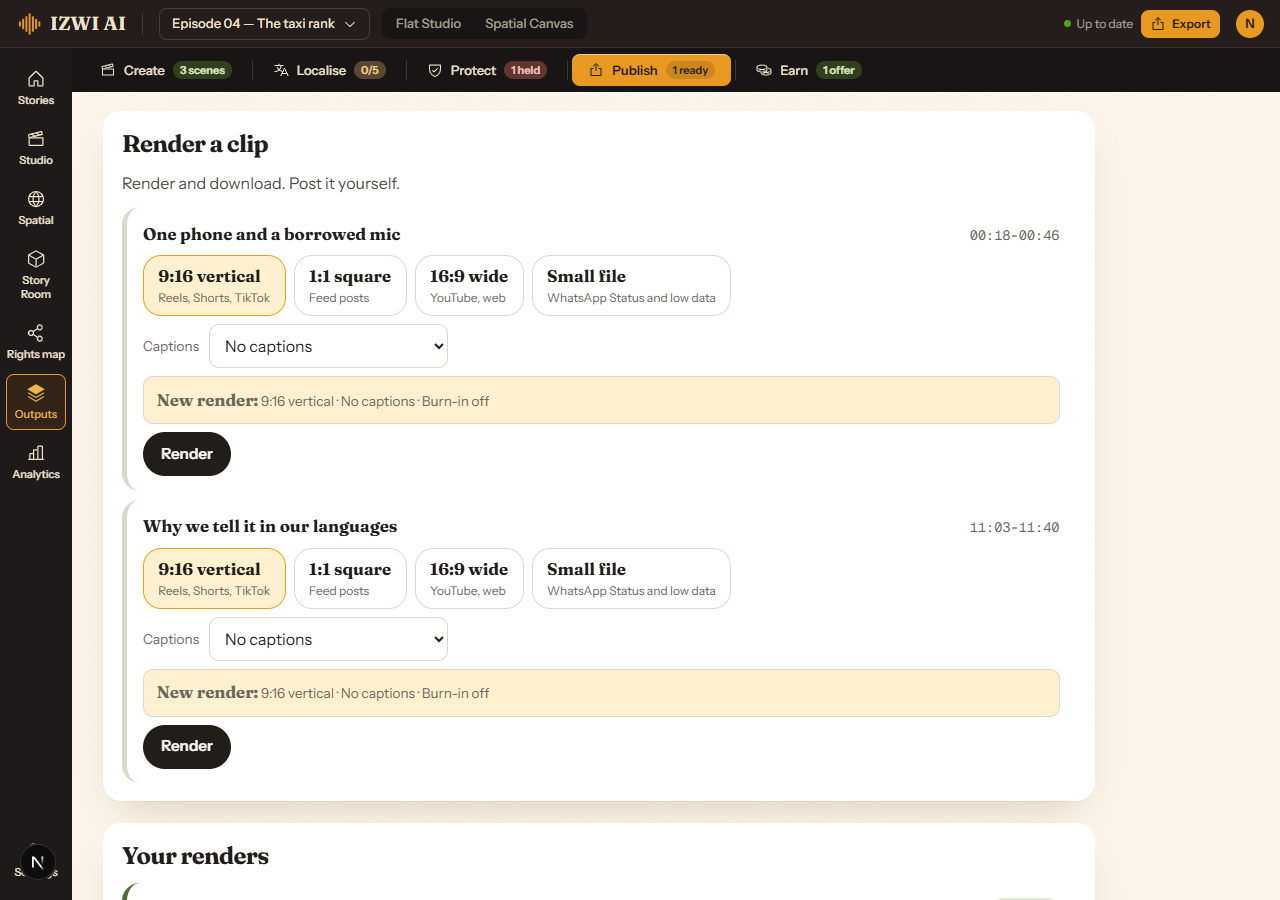 IZWI AI
Episode 04 — The taxi rank
Flat Studio
Spatial Canvas
Up to date
Export
N
Create
3 scenes
Localise
0/5
Protect
1 held
Publish
1 ready
Earn
1 offer
Stories
Studio
Spatial
Story
Room
Rights map
Outputs
Analytics
N
Render a clip
Render and download. Post it yourself.
One phone and a borrowed mic
00:18-00:46
9:16 vertical
Reels, Shorts, TikTok
1:1 square
Feed posts
16:9 wide
YouTube, web
Small file
WhatsApp Status and low data
Captions
No captions
New render: 9:16 vertical · No captions · Burn-in off
Render
Why we tell it in our languages
11:03-11:40
9:16 vertical
Reels, Shorts, TikTok
1:1 square
Feed posts
16:9 wide
YouTube, web
Small file
WhatsApp Status and low data
Captions
No captions
New render: 9:16 vertical · No captions · Burn-in off
Render
Your renders